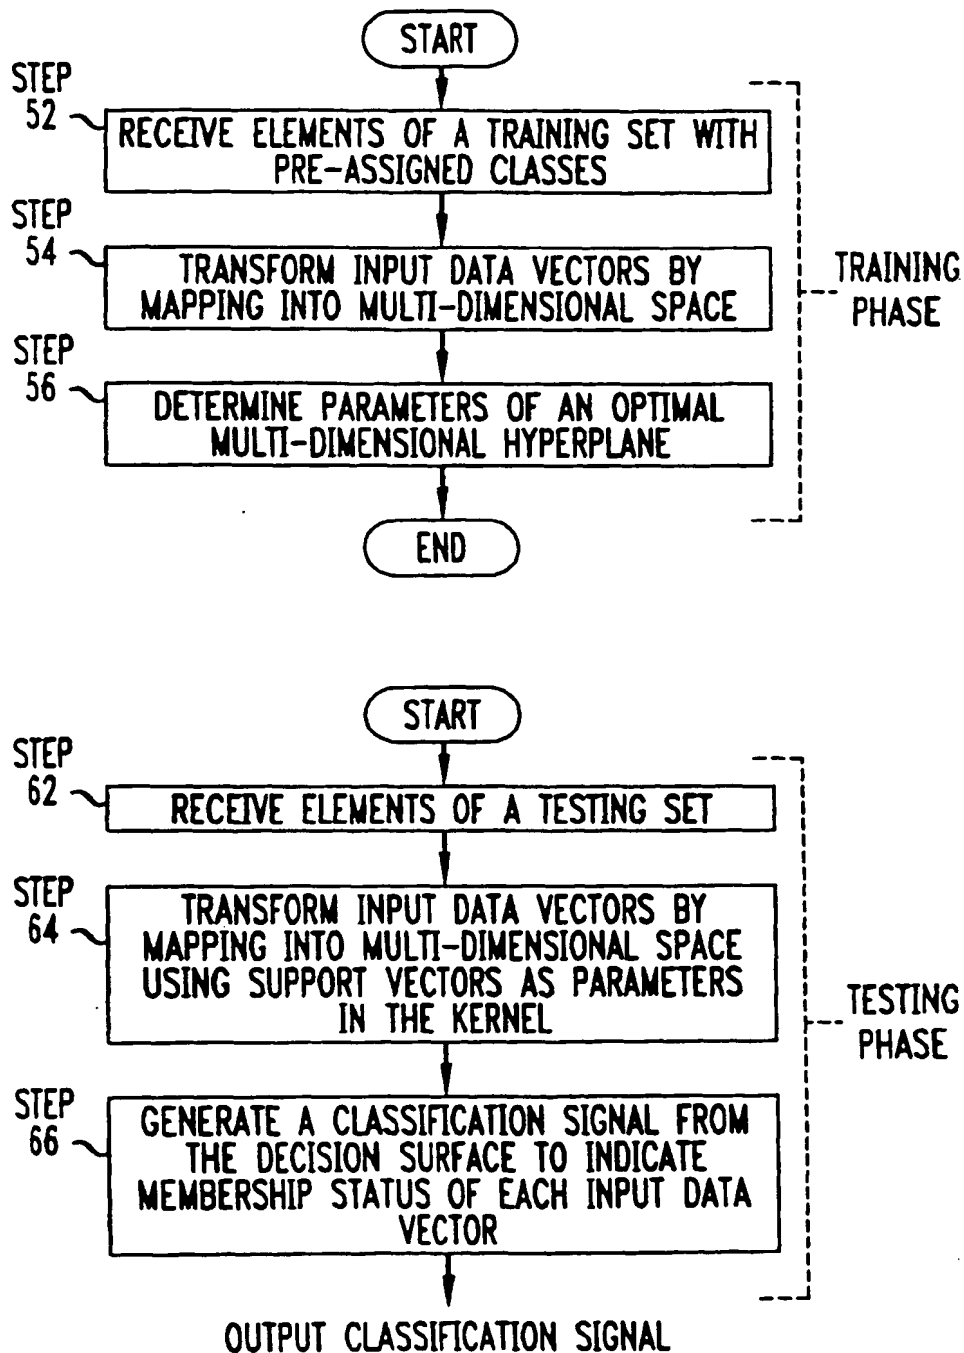 START
STEP
52
RECEIVE ELEMENTS OF A TRAINING SET WITH
PRE-ASSIGNED CLASSES
STEP
54
TRANSFORM INPUT DATA VECTORS BY
MAPPING INTO MULTI-DIMENSIONAL SPACE
TRAINING
PHASE
STEP
56
DETERMINE PARAMETERS OF AN OPTIMAL
MULTI-DIMENSIONAL HYPERPLANE
END
START
STEP
62
RECEIVE ELEMENTS OF A TESTING SET
STEP
64
TRANSFORM INPUT DATA VECTORS BY
MAPPING INTO MULTI-DIMENSIONAL SPACE
USING SUPPORT VECTORS AS PARAMETERS
IN THE KERNEL
TESTING
PHASE
STEP
66
GENERATE A CLASSIFICATION SIGNAL FROM
THE DECISION SURFACE TO INDICATE
MEMBERSHIP STATUS OF EACH INPUT DATA
VECTOR
OUTPUT CLASSIFICATION SIGNAL